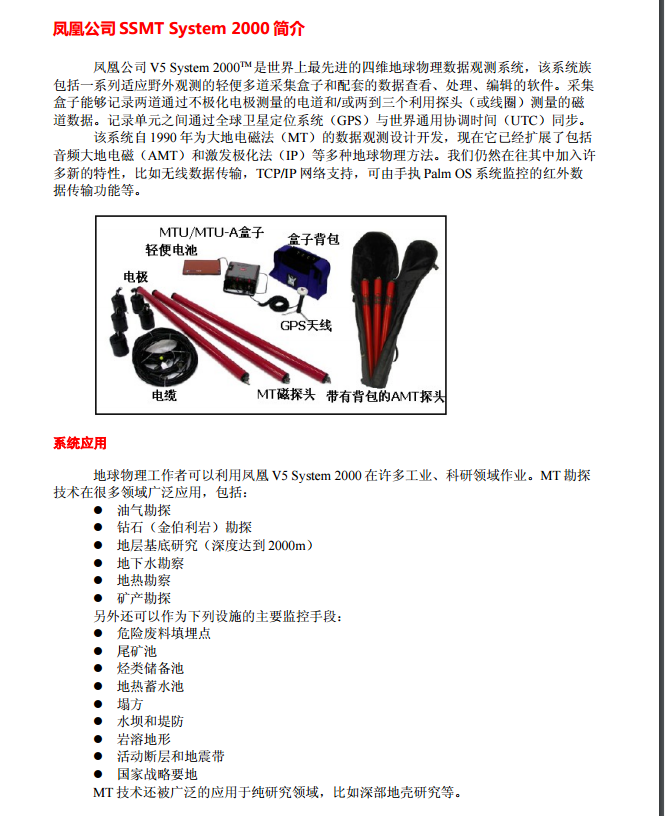 凤凰公司 SSMT System 2000 简介
凤凰公司 V5 System 2000™是世界上最先进的四维地球物理数据观测系统，该系统族
包括一系列适应野外观测的轻便多道采集盒子和配套的数据查看、处理、编辑的软件。采集
盒子能够记录两道通过不极化电极测量的电道和/或两到三个利用探头（或线圈）测量的磁
道数据。记录单元之间通过全球卫星定位系统（GPS）与世界通用协调时间（UTC）同步。
该系统自 1990 年为大地电磁法（MT）的数据观测设计开发，现在它已经扩展了包括
音频大地电磁（AMT）和激发极化法（IP）等多种地球物理方法。我们仍然在往其中加入许
多新的特性，比如无线数据传输，TCP/IP 网络支持，可由手执 Palm OS 系统监控的红外数
据传输功能等。
MTU/MTU-A盒子
轻便电池
盒子背包
电极
GPS天线
电缆
MT磁探头
带有背包的AMT探头
系统应用
地球物理工作者可以利用凤凰 V5 System 2000 在许多工业、科研领域作业。MT 勘探
技术在很多领域广泛应用，包括：
● 油气勘探
● 钻石（金伯利岩）勘探
● 地层基底研究（深度达到 2000m）
● 地下水勘察
● 地热勘察
● 矿产勘探
另外还可以作为下列设施的主要监控手段：
● 危险废料填埋点
● 尾矿池
● 烃类储备池
● 地热蓄水池
● 塌方
● 水坝和堤防
● 岩溶地形
● 活动断层和地震带
● 国家战略要地
MT 技术还被广泛的应用于纯研究领域，比如深部地壳研究等。